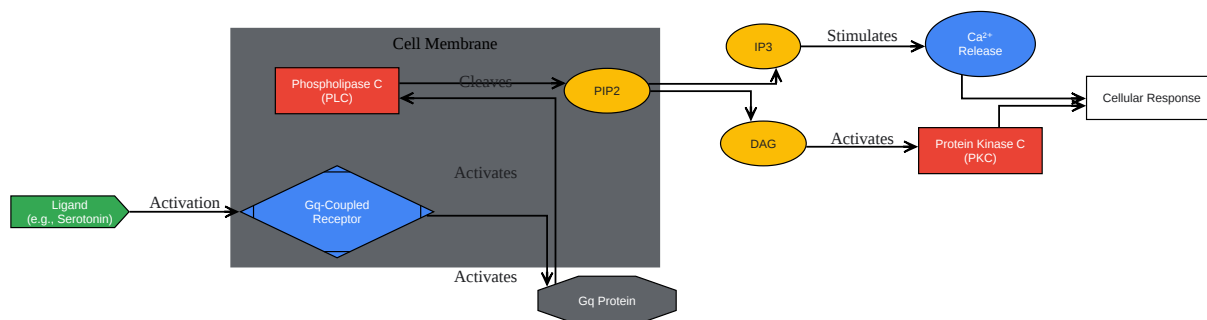 Cell Membrane
Phospholipase C
(PLC)
Cleaves
PIP2
IP3
Stimulates
Ca²⁺
Release
Cellular Response
DAG
Activates
Protein Kinase C
(PKC)
Activates
Ligand
(e.g., Serotonin)
Activation
Gq-Coupled
Receptor
Activates
Gq Protein